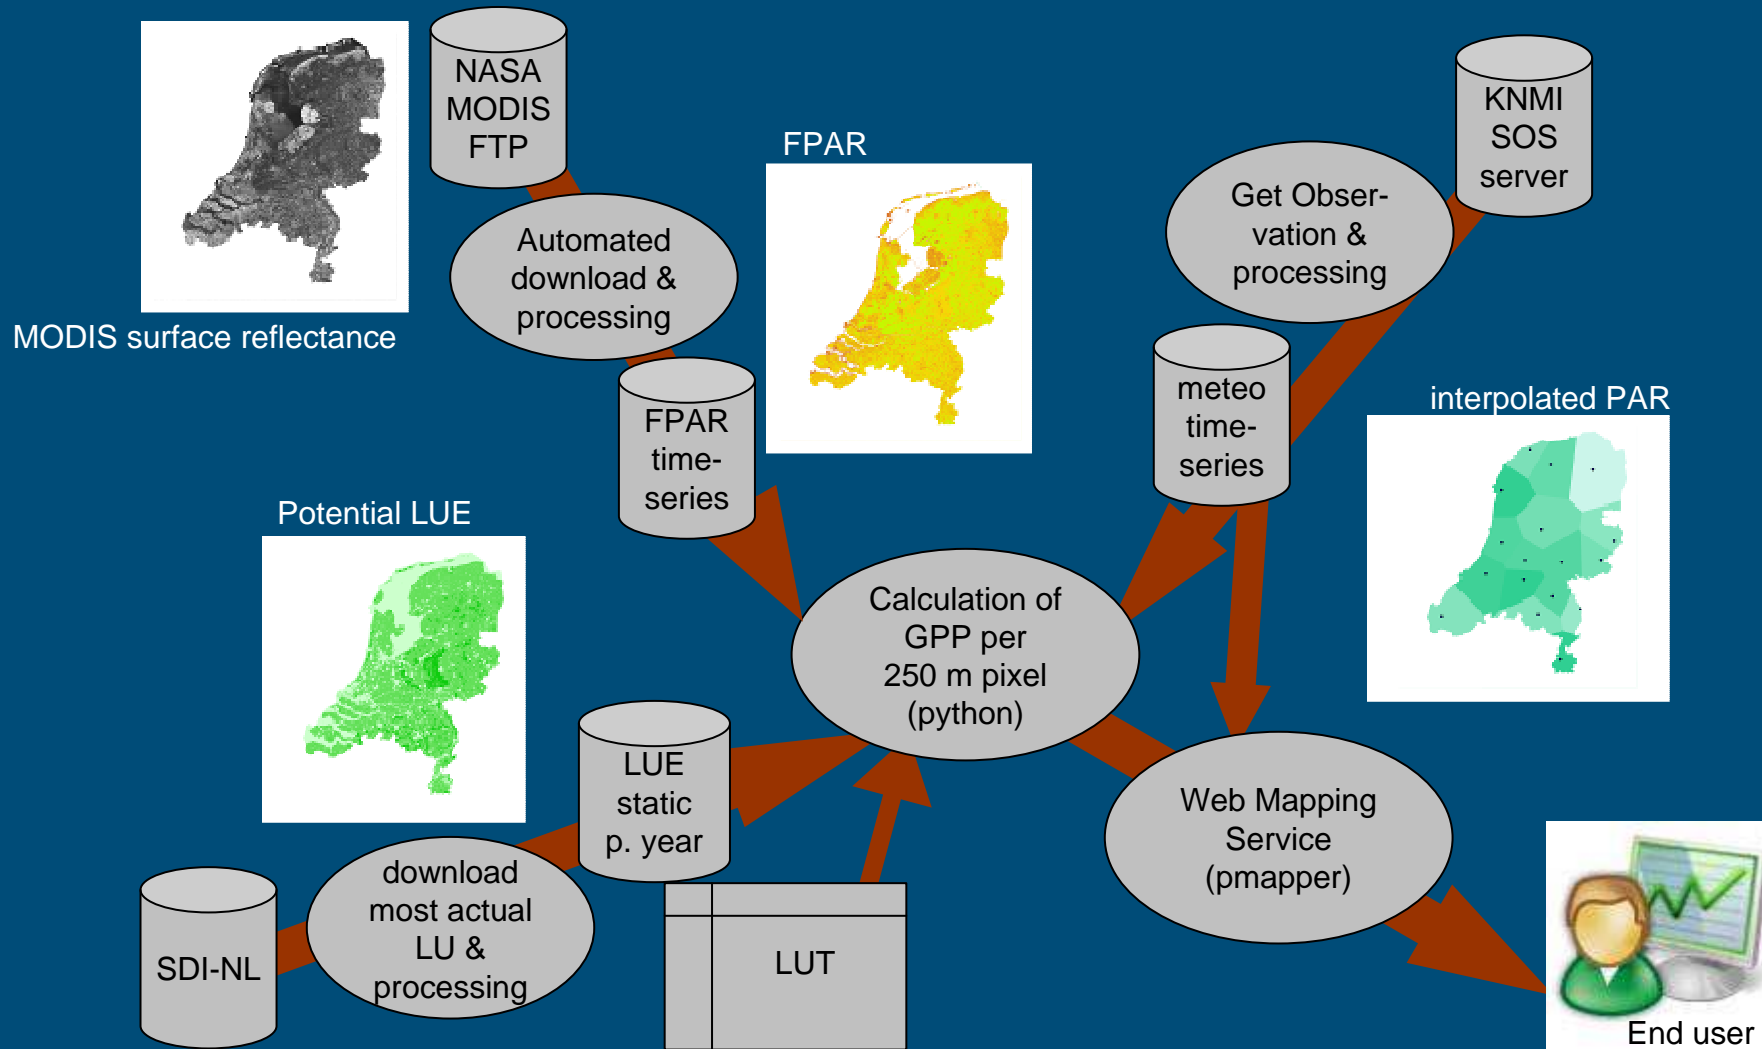 NASA
MODIS
FTP
KNMI
SOS
server
FPAR
Get Obser-
vation &
processing
Automated
download &
processing
MODIS surface reflectance
FPAR
time-
series
meteo
time-
series
interpolated PAR
Potential LUE
Calculation of
GPP per
250 m pixel
(python)
LUE
static
p. year
Web Mapping
Service
(pmapper)
download
most actual
LU &
processing
SDI-NL
LUT
End user